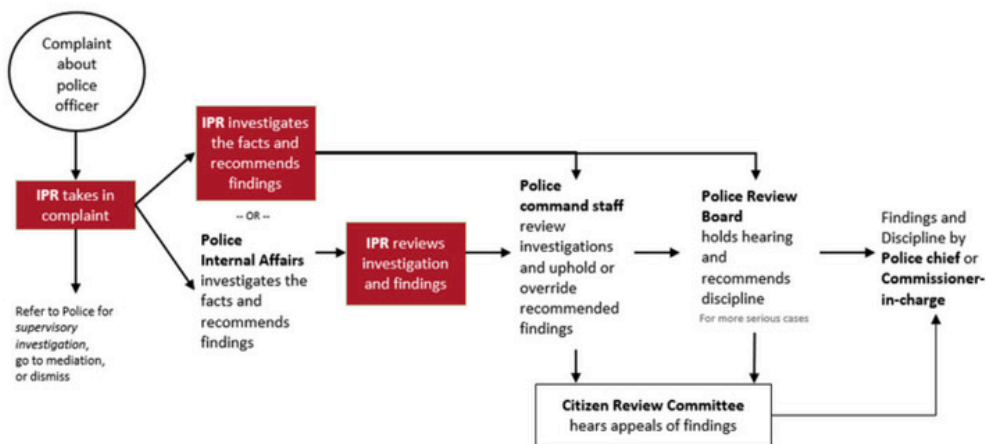 Complaint
about
police
officer
IPR takes in
complaint
Refer to Police for
supervisory
investigation,
go to mediation,
or dismiss
IPR investigates
the facts and
recommends
findings
-- OR --
Police
Internal Affairs
investigates the
facts and
recommends
findings
IPR reviews
investigation
and findings
Police
command staff
review
investigations
and uphold or
override
recommended
findings
Police Review
Board
holds hearing
and
recommends
discipline
For more serious cases
Findings and
Discipline by
Police chief or
Commissioner-
in-charge
Citizen Review Committee
hears appeals of findings